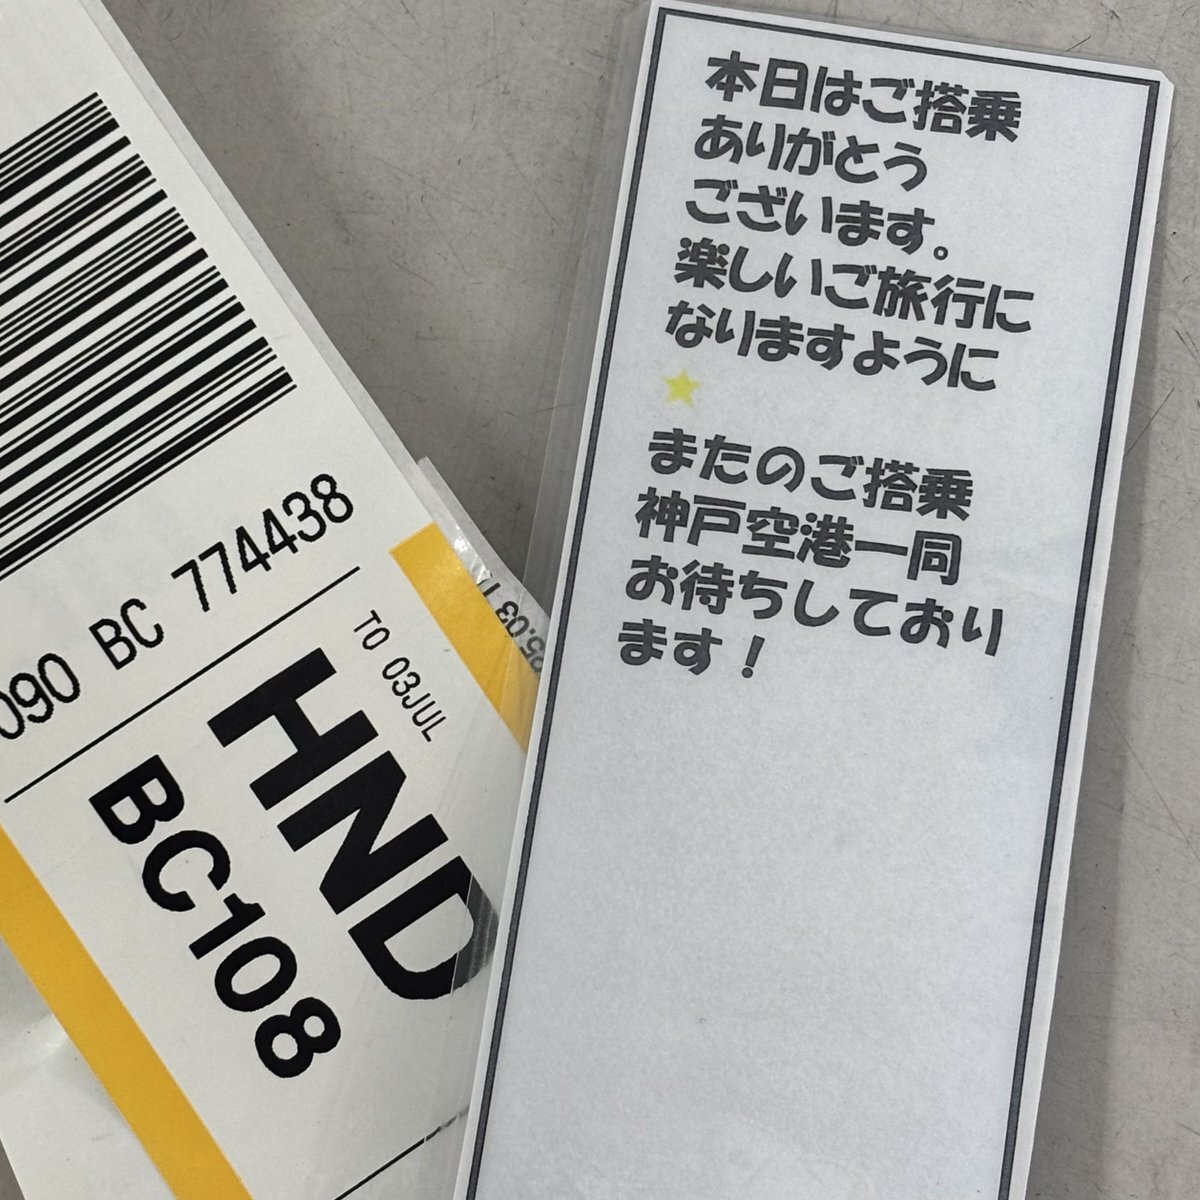 090 BC 774438
TO 03JUL
HND
BC108
本日はご搭乗
ありがとう
ございます。
楽しいご旅行に
なりますように
またのご搭乗
神戸空港一同
お待ちしており
ます！